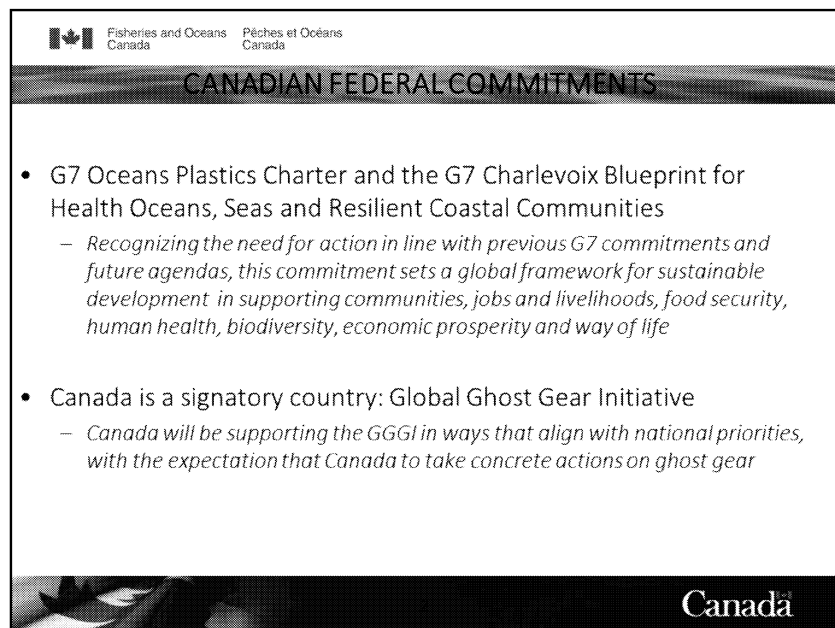 Fisheries and Oceans Pêches et Océans
Canada Canada
CANADIAN FEDERAL COMMITMENTS
• G7 Oceans Plastics Charter and the G7 Charlevoix Blueprint for
Health Oceans, Seas and Resilient Coastal Communities
– Recognizing the need for action in line with previous G7 commitments and
future agendas, this commitment sets a global framework for sustainable
development in supporting communities, jobs and livelihoods, food security,
human health, biodiversity, economic prosperity and way of life
• Canada is a signatory country: Global Ghost Gear Initiative
– Canada will be supporting the GGGI in ways that align with national priorities,
with the expectation that Canada to take concrete actions on ghost gear
Canada